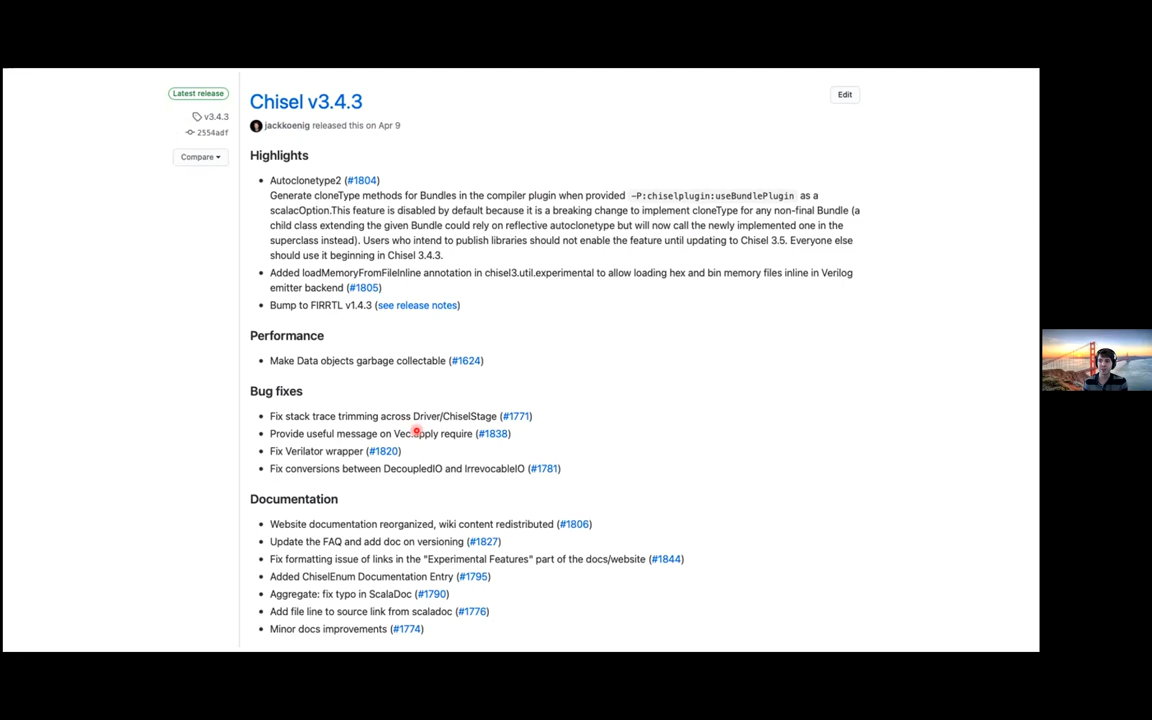 Latest release
v3.4.3
2554adf
Compare
Chisel v3.4.3
Edit
jackkoenig released this on Apr 9
Highlights
Autoclonetype2 (#1804)
Generate cloneType methods for Bundles in the compiler plugin when provided -P:chiselplugin:useBundlePlugin as a
scalacOption.This feature is disabled by default because it is a breaking change to implement cloneType for any non-final Bundle (a
child class extending the given Bundle could rely on reflective autoclonetype but will now call the newly implemented one in the
superclass instead). Users who intend to publish libraries should not enable the feature until updating to Chisel 3.5. Everyone else
should use it beginning in Chisel 3.4.3.
Added loadMemoryFromFileInline annotation in chisel3.util.experimental to allow loading hex and bin memory files inline in Verilog
emitter backend (#1805)
Bump to FIRRTL v1.4.3 (see release notes)
Performance
Make Data objects garbage collectable (#1624)
Bug fixes
Fix stack trace trimming across Driver/ChiselStage (#1771)
Provide useful message on Vec.apply require (#1838)
Fix Verilator wrapper (#1820)
Fix conversions between DecoupledIO and IrrevocableIO (#1781)
Documentation
Website documentation reorganized, wiki content redistributed (#1806)
Update the FAQ and add doc on versioning (#1827)
Fix formatting issue of links in the "Experimental Features" part of the docs/website (#1844)
Added ChiselEnum Documentation Entry (#1795)
Aggregate: fix typo in ScalaDoc (#1790)
Add file line to source link from scaladoc (#1776)
Minor docs improvements (#1774)